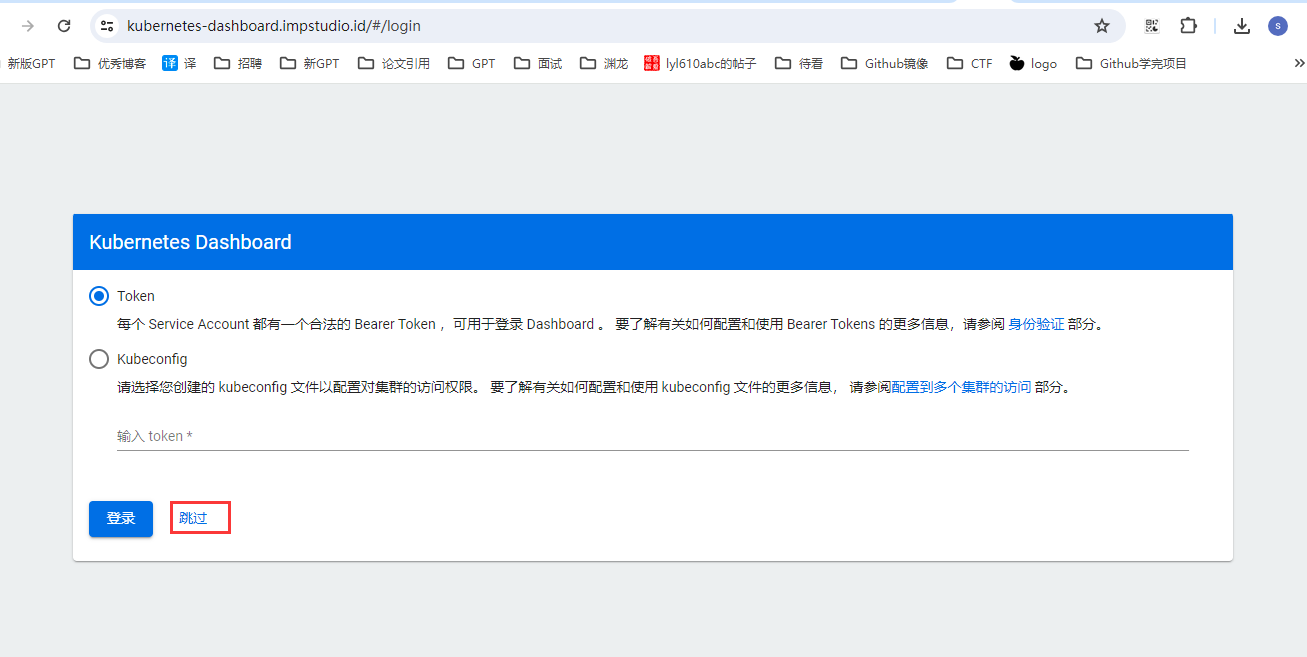 kubernetes-dashboard.impstudio.id/#/login
S
新版GPT 优秀博客 译 译 招聘 新GPT 论文引用 GPT 面试 渊龙 lyl610abc的帖子 待看 Github镜像 CTF logo Github学完项目
Kubernetes Dashboard
Token
每个 Service Account 都有一个合法的 Bearer Token ，可用于登录 Dashboard 。 要了解有关如何配置和使用 Bearer Tokens 的更多信息，请参阅 身份验证 部分。
Kubeconfig
请选择您创建的 kubeconfig 文件以配置对集群的访问权限。 要了解有关如何配置和使用 kubeconfig 文件的更多信息， 请参阅配置到多个集群的访问 部分。
输入 token *
登录 跳过